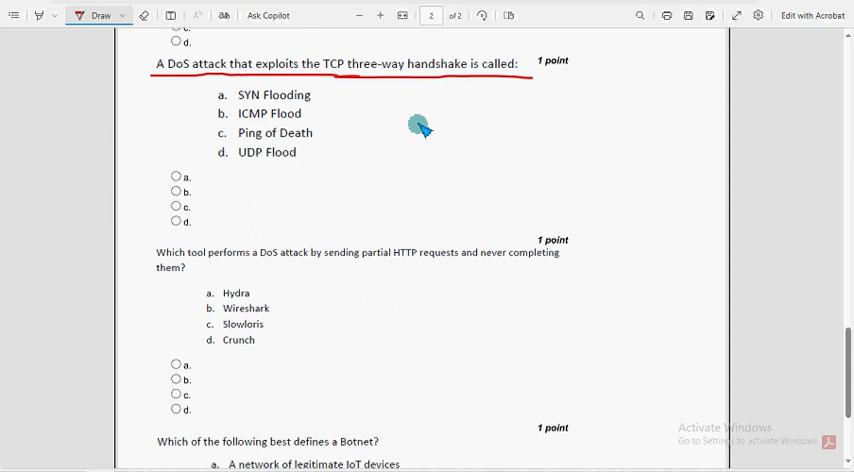 Draw
Ask Copilot
2 of 2
Edit with Acrobat
d.
A DoS attack that exploits the TCP three-way handshake is called: 1 point
a. SYN Flooding
b. ICMP Flood
c. Ping of Death
d. UDP Flood
a.
b.
c.
d.
1 point
Which tool performs a DoS attack by sending partial HTTP requests and never completing
them?
a. Hydra
b. Wireshark
c. Slowloris
d. Crunch
a.
b.
c.
d.
1 point
Activate Windows
Go to Settings to activate Windows.
Which of the following best defines a Botnet?
a. A network of legitimate IoT devices